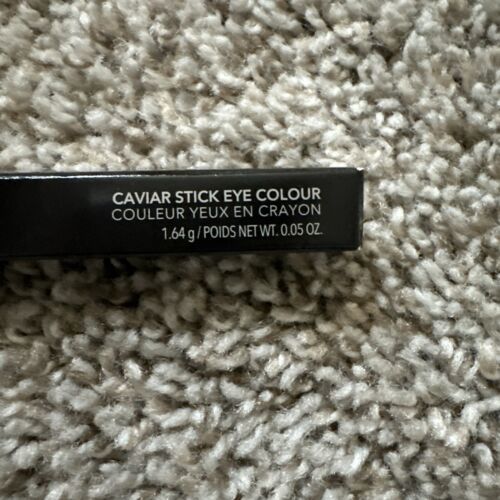 CAVIAR STICK EYE COLOUR
COULEUR YEUX EN CRAYON
1.64 g / POIDS NET WT. 0.05 OZ.